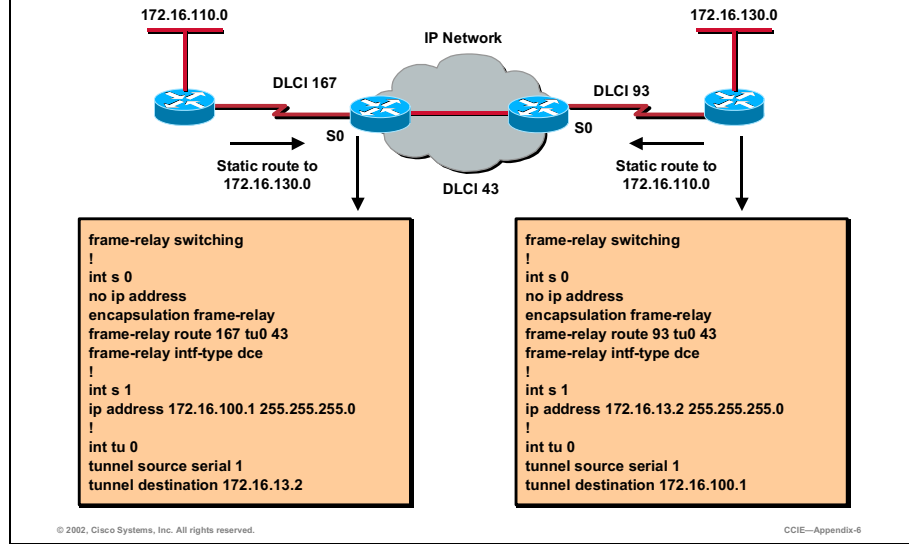 172.16.110.0
172.16.130.0
IP Network
DLCI 167
DLCI 93
S0
S0
Static route to
172.16.130.0
Static route to
172.16.110.0
DLCI 43
frame-relay switching
!
int s 0
no ip address
encapsulation frame-relay
frame-relay route 167 tu0 43
frame-relay intf-type dce
!
int s 1
ip address 172.16.100.1 255.255.255.0
!
int tu 0
tunnel source serial 1
tunnel destination 172.16.13.2
frame-relay switching
!
int s 0
no ip address
encapsulation frame-relay
frame-relay route 93 tu0 43
frame-relay intf-type dce
!
int s 1
ip address 172.16.13.2 255.255.255.0
!
int tu 0
tunnel source serial 1
tunnel destination 172.16.100.1
© 2002, Cisco Systems, Inc. All rights reserved.
CCIE—Appendix-6